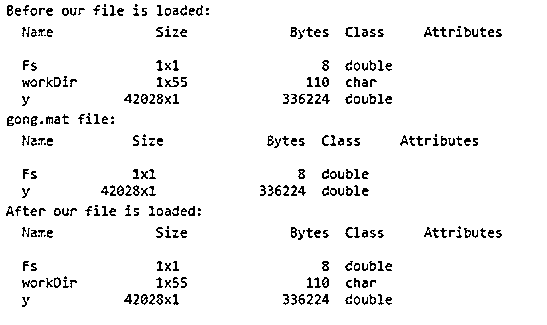 Before our file is loaded:
Name Size Bytes Class Attributes
Fs 1x1 8 double
workDir 1x55 110 char
y 42028x1 336224 double
gong.mat file:
Name Size Bytes Class Attributes
Fs 1x1 8 double
y 42028x1 336224 double
After our file is loaded:
Name Size Bytes Class Attributes
Fs 1x1 8 double
workDir 1x55 110 char
y 42028x1 336224 double